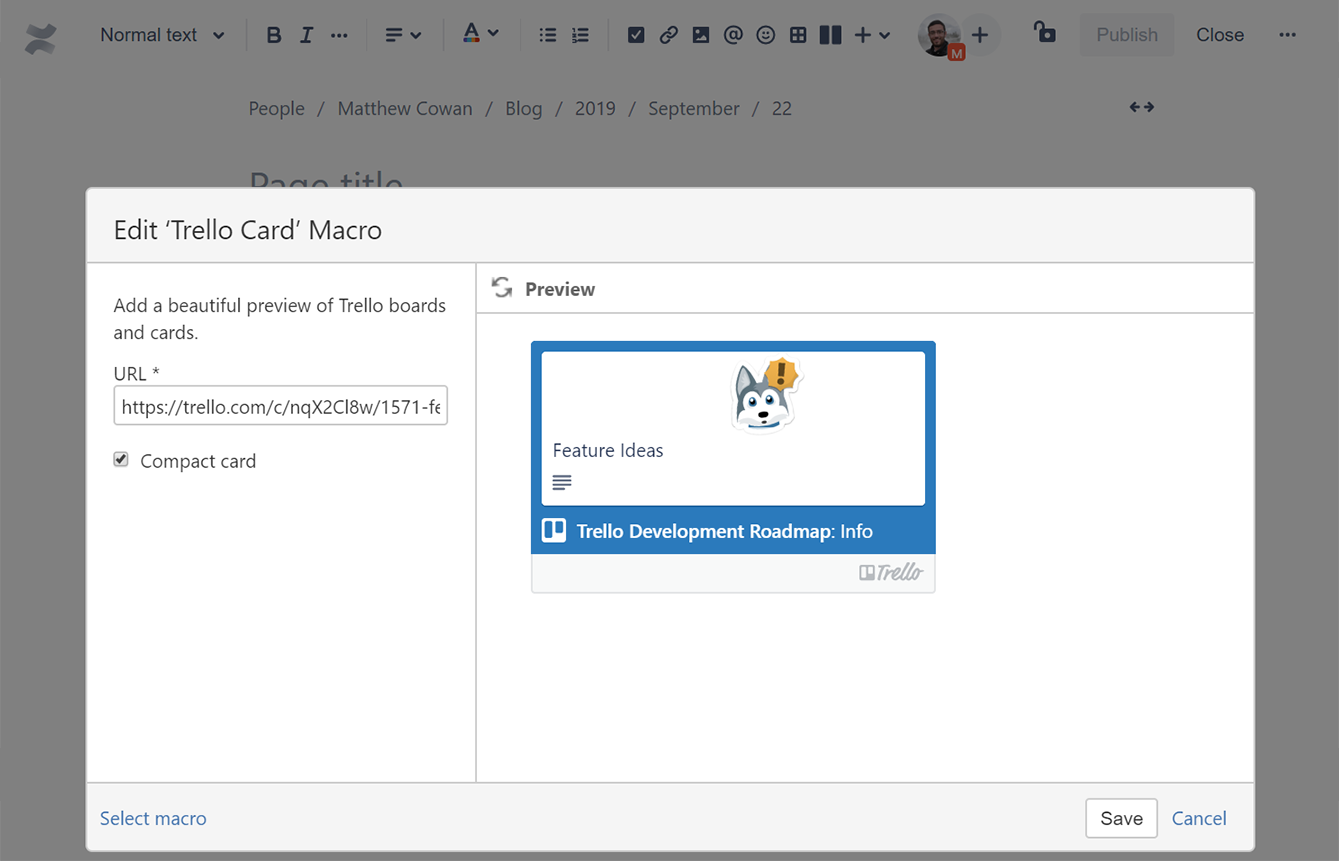 Normal text
B I
M
Publish
Close
People / Matthew Cowan / Blog / 2019 / September / 22
Page title
Edit ‘Trello Card’ Macro
Add a beautiful preview of Trello boards
and cards.
URL *
https://trello.com/c/nqX2Cl8w/1571-fe
Compact card
Preview
Feature Ideas
Trello Development Roadmap: Info
Trello
Select macro
Save
Cancel